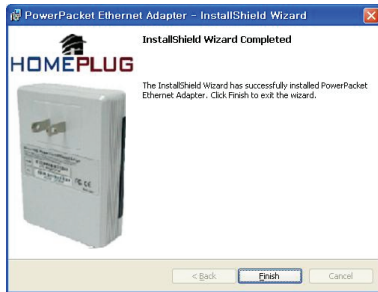 PowerPacket Ethernet Adapter - InstallShield Wizard
HOMEPLUG
InstallShield Wizard Completed
The InstallShield Wizard has successfully installed PowerPacket
Ethernet Adapter. Click Finish to exit the wizard.
< Back
Finish
Cancel